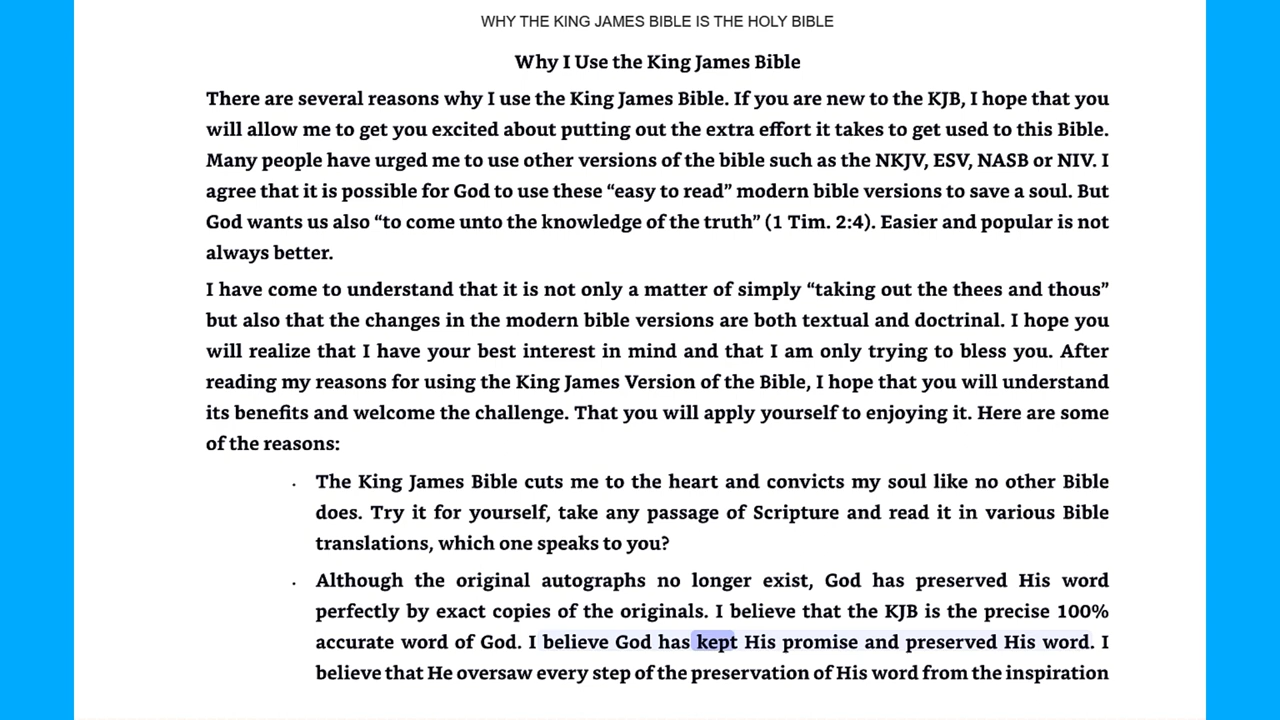 WHY THE KING JAMES BIBLE IS THE HOLY BIBLE
Why I Use the King James Bible
There are several reasons why I use the King James Bible. If you are new to the KJB, I hope that you
will allow me to get you excited about putting out the extra effort it takes to get used to this Bible.
Many people have urged me to use other versions of the bible such as the NKJV, ESV, NASB or NIV. I
agree that it is possible for God to use these “easy to read” modern bible versions to save a soul. But
God wants us also “to come unto the knowledge of the truth” (1 Tim. 2:4). Easier and popular is not
always better.
I have come to understand that it is not only a matter of simply “taking out the thees and thous”
but also that the changes in the modern bible versions are both textual and doctrinal. I hope you
will realize that I have your best interest in mind and that I am only trying to bless you. After
reading my reasons for using the King James Version of the Bible, I hope that you will understand
its benefits and welcome the challenge. That you will apply yourself to enjoying it. Here are some
of the reasons:
· The King James Bible cuts me to the heart and convicts my soul like no other Bible
does. Try it for yourself, take any passage of Scripture and read it in various Bible
translations, which one speaks to you?
· Although the original autographs no longer exist, God has preserved His word
perfectly by exact copies of the originals. I believe that the KJB is the precise 100%
accurate word of God. I believe God has kept His promise and preserved His word. I
believe that He oversaw every step of the preservation of His word from the inspiration